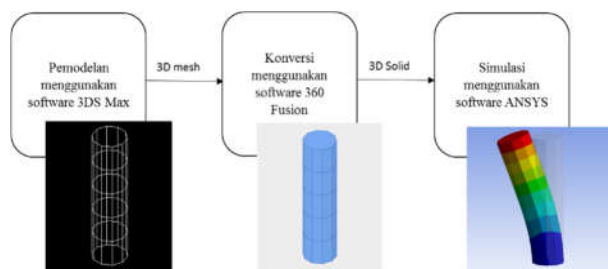 Pemodelan
menggunakan
software 3DS Max
3D mesh
Konversi
menggunakan
software 360
Fusion
3D Solid
Simulasi
menggunakan
software ANSYS